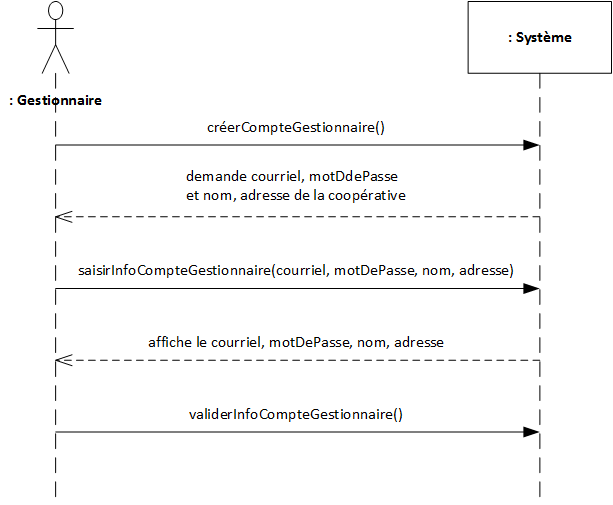 : Système
: Gestionnaire
créerCompteGestionnaire()
demande courriel, motDdePasse
et nom, adresse de la coopérative
saisirInfoCompteGestionnaire(courriel, motDePasse, nom, adresse)
affiche le courriel, motDePasse, nom, adresse
validerInfoCompteGestionnaire()